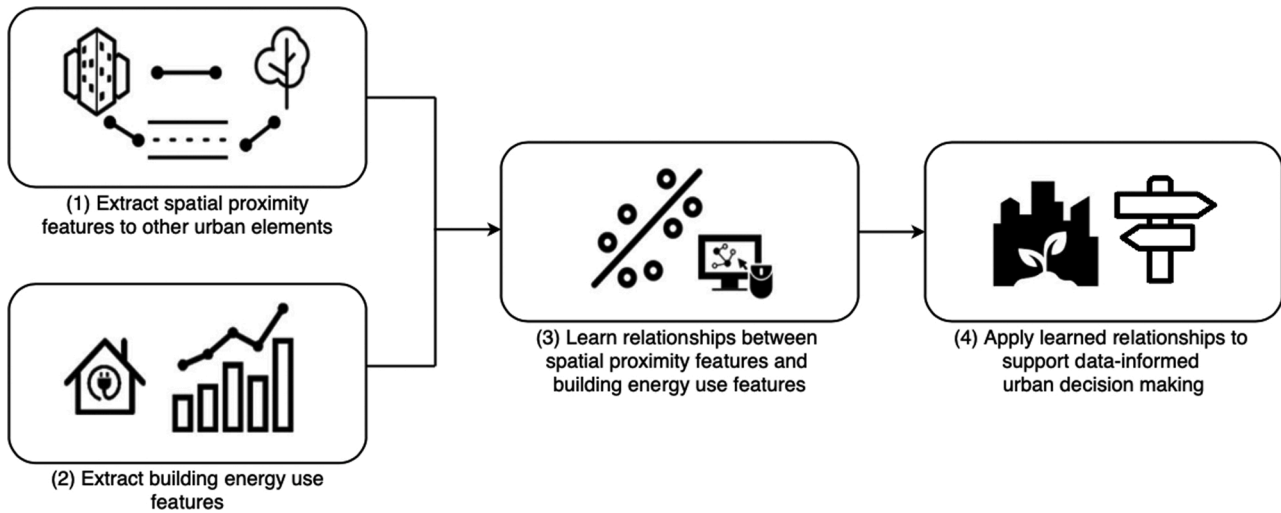 (1) Extract spatial proximity
features to other urban elements
(2) Extract building energy use
features
(3) Learn relationships between
spatial proximity features and
building energy use features
(4) Apply learned relationships to
support data-informed
urban decision making